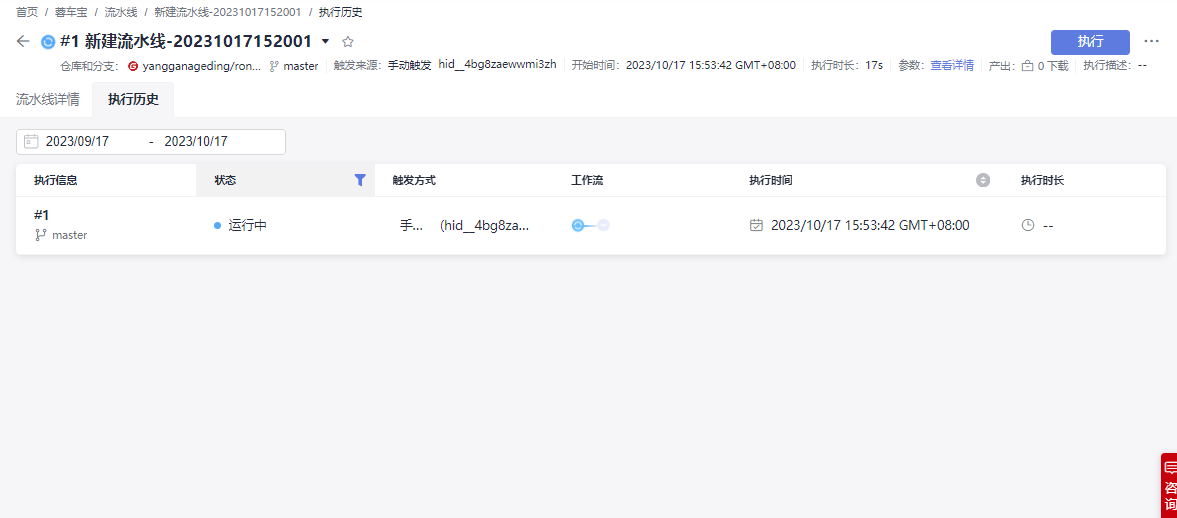 首页 / 蓉车宝 / 流水线 / 新建流水线-20231017152001 / 执行历史
#1 新建流水线-20231017152001
执行
仓库和分支: yangganageding/ron... master 触发来源: 手动触发 hid__4bg8zaewwmi3zh 开始时间: 2023/10/17 15:53:42 GMT+08:00 执行时长: 17s 参数: 查看详情 产出: 0 下载 执行描述: --
流水线详情 执行历史
2023/09/17 - 2023/10/17
执行信息 状态 触发方式 工作流 执行时间 执行时长
#1
master
运行中 手... (hid__4bg8za... 2023/10/17 15:53:42 GMT+08:00 --
咨
询